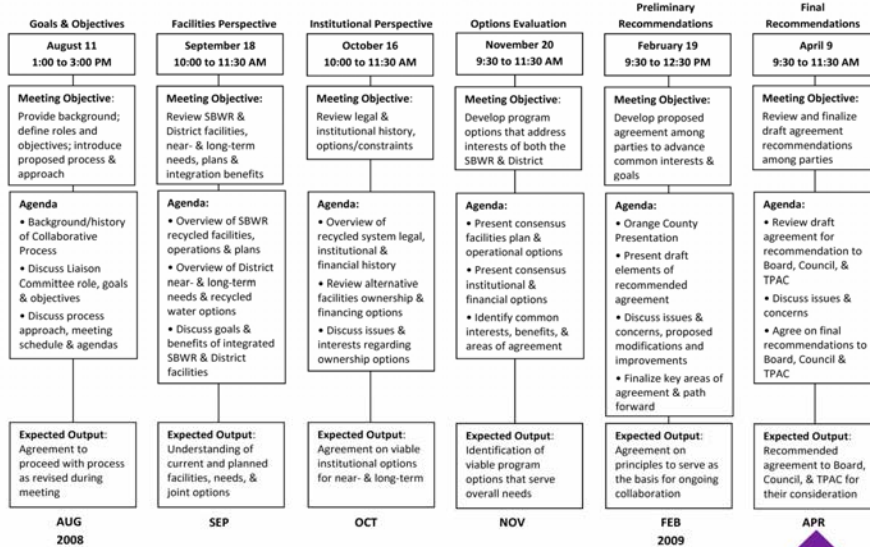 Goals & Objectives
August 11
1:00 to 3:00 PM
Meeting Objective:
Provide background;
define roles and
objectives; introduce
proposed process &
approach
Agenda
• Background/history
of Collaborative
Process
• Discuss Liaison
Committee role, goals
& objectives
• Discuss process
approach, meeting
schedule & agendas
Expected Output:
Agreement to
proceed with process
as revised during
meeting
AUG
2008
Facilities Perspective
September 18
10:00 to 11:30 AM
Meeting Objective:
Review SBWR &
District facilities,
near- & long-term
needs, plans &
integration benefits
Agenda:
• Overview of SBWR
recycled facilities,
operations & plans
• Overview of District
near- & long-term
needs & recycled
water options
• Discuss goals &
benefits of integrated
SBWR & District
facilities
Expected Output:
Understanding of
current and planned
facilities, needs, &
joint options
SEP
Institutional Perspective
October 16
10:00 to 11:30 AM
Meeting Objective:
Review legal &
institutional history,
options/constraints
Agenda:
• Overview of
recycled system legal,
institutional &
financial history
• Review alternative
facilities ownership &
financing options
• Discuss issues &
interests regarding
ownership options
Expected Output:
Agreement on viable
institutional options
for near- & long-term
OCT
Options Evaluation
November 20
9:30 to 11:30 AM
Meeting Objective:
Develop program
options that address
interests of both the
SBWR & District
Agenda:
• Present consensus
facilities plan &
operational options
• Present consensus
institutional &
financial options
• Identify common
interests, benefits, &
areas of agreement
Expected Output:
Identification of
viable program
options that serve
overall needs
NOV
Preliminary
Recommendations
February 19
9:30 to 12:30 PM
Meeting Objective:
Develop proposed
agreement among
parties to advance
common interests &
goals
Agenda:
• Orange County
Presentation
• Present draft
elements of
recommended
agreement
• Discuss issues &
concerns, proposed
modifications and
improvements
• Finalize key areas of
agreement & path
forward
Expected Output:
Agreement on
principles to serve as
the basis for ongoing
collaboration
FEB
2009
Final
Recommendations
April 9
9:30 to 11:30 AM
Meeting Objective:
Review and finalize
draft agreement
recommendations
among parties
Agenda:
• Review draft
agreement for
recommendation to
Board, Council, &
TPAC
• Discuss issues &
concerns
• Agree on final
recommendations to
Board, Council &
TPAC
Expected Output:
Recommended
agreement to Board,
Council, & TPAC for
their consideration
APR